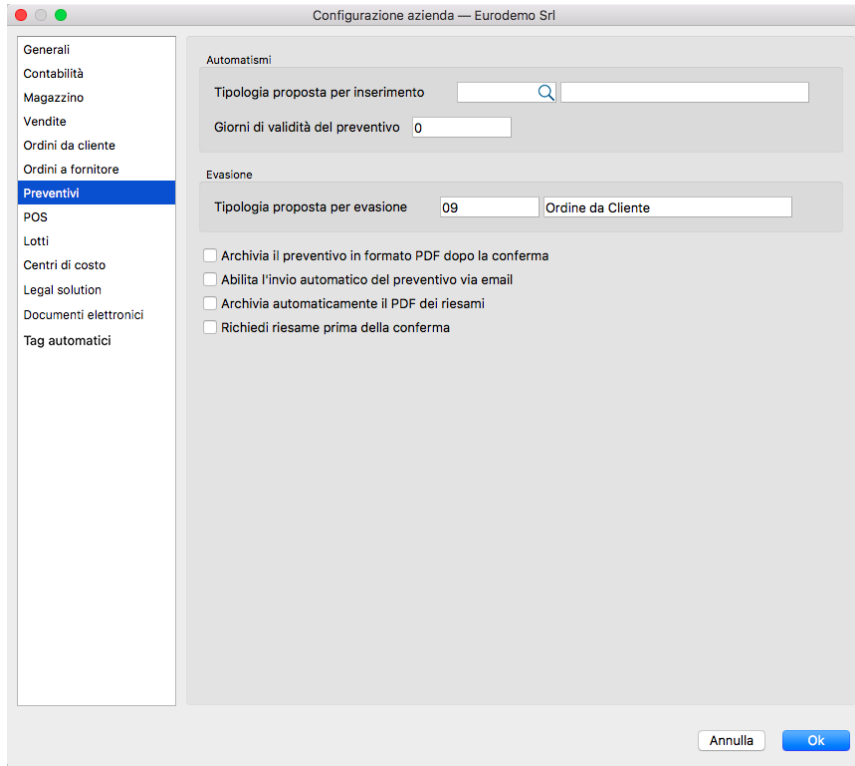 Configurazione azienda — Eurodemo Srl
Generali
Contabilità
Magazzino
Vendite
Ordini da cliente
Ordini a fornitore
Preventivi
POS
Lotti
Centri di costo
Legal solution
Documenti elettronici
Tag automatici
Automatismi
Tipologia proposta per inserimento
Giorni di validità del preventivo 0
Evasione
Tipologia proposta per evasione 09 Ordine da Cliente
Archivia il preventivo in formato PDF dopo la conferma
Abilita l'invio automatico del preventivo via email
Archivia automaticamente il PDF dei riesami
Richiedi riesame prima della conferma
Annulla Ok